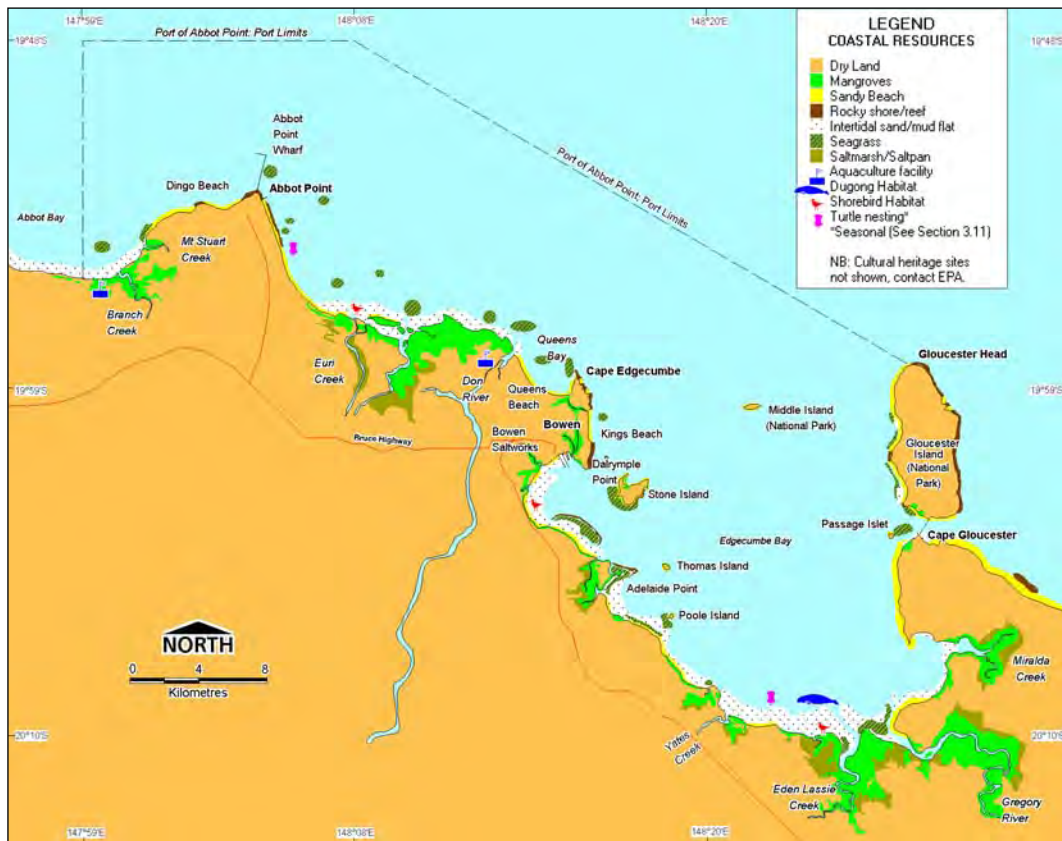 147°59'E
148°08'E
148°20'E
19°48'S
19°48'S
Port of Abbot Point: Port Limits
Port of Abbot Point: Port Limits
LEGEND
COASTAL RESOURCES
Dry Land
Mangroves
Sandy Beach
Rocky shore/reef
Intertidal sand/mud flat
Seagrass
Saltmarsh/Saltpan
Aquaculture facility
Dugong Habitat
Shorebird Habitat
Turtle nesting*
*Seasonal (See Section 3.11)
NB: Cultural heritage sites
not shown, contact EPA.
Abbot
Point
Wharf
Dingo Beach
Abbot Point
Abbot Bay
Mt Stuart
Creek
Branch
Creek
Euri
Creek
Don
River
Queens
Bay
Queens
Beach
Cape Edgecumbe
Gloucester Head
19°59'S
19°59'S
Bruce Highway
Bowen
Saltworks
Bowen
Kings Beach
Middle Island
(National Park)
Gloucester
Island
(National
Park)
Dalrymple
Point
Stone Island
Passage Islet
Cape Gloucester
Edgecumbe Bay
Thomas Island
Adelaide Point
Poole Island
NORTH
0 4 8
Kilometres
Miralda
Creek
Yates
Creek
20°10'S
20°10'S
Eden Lassie
Creek
Gregory
River
147°59'E
148°08'E
148°20'E